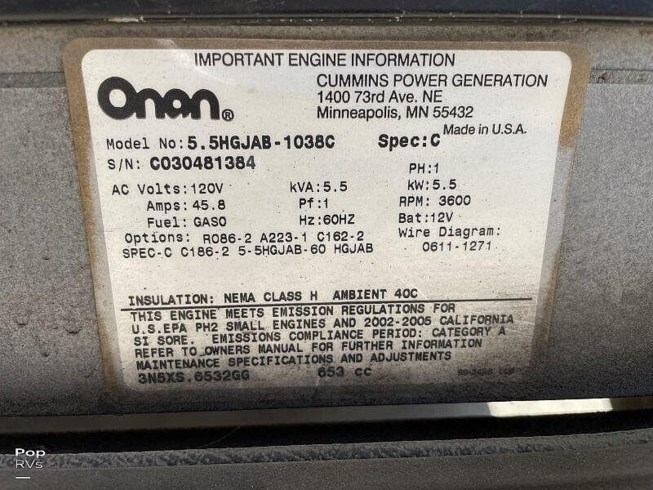 IMPORTANT ENGINE INFORMATION
Onan®
CUMMINS POWER GENERATION
1400 73rd Ave. NE
Minneapolis, MN 55432
Made in U.S.A.
Model No:5.5HGJAB-1038C Spec:C
S/N: C030481384
PH:1
AC Volts:120V kVA:5.5 kW:5.5
Amps:45.8 Pf:1 RPM: 3600
Fuel: GASO Hz:60HZ Bat:12V
Options: R086-2 A223-1 C162-2 Wire Diagram:
SPEC-C C186-2 5-5HGJAB-60 HGJAB 0611-1271
INSULATION: NEMA CLASS H AMBIENT 40C
THIS ENGINE MEETS EMISSION REGULATIONS FOR
U.S.EPA PH2 SMALL ENGINES AND 2002-2005 CALIFORNIA
SI SORE. EMISSIONS COMPLIANCE PERIOD: CATEGORY A
REFER TO OWNERS MANUAL FOR FURTHER INFORMATION
MAINTENANCE SPECIFICATIONS AND ADJUSTMENTS
3N5XS.6532GG 653 cc
Pop
RVs